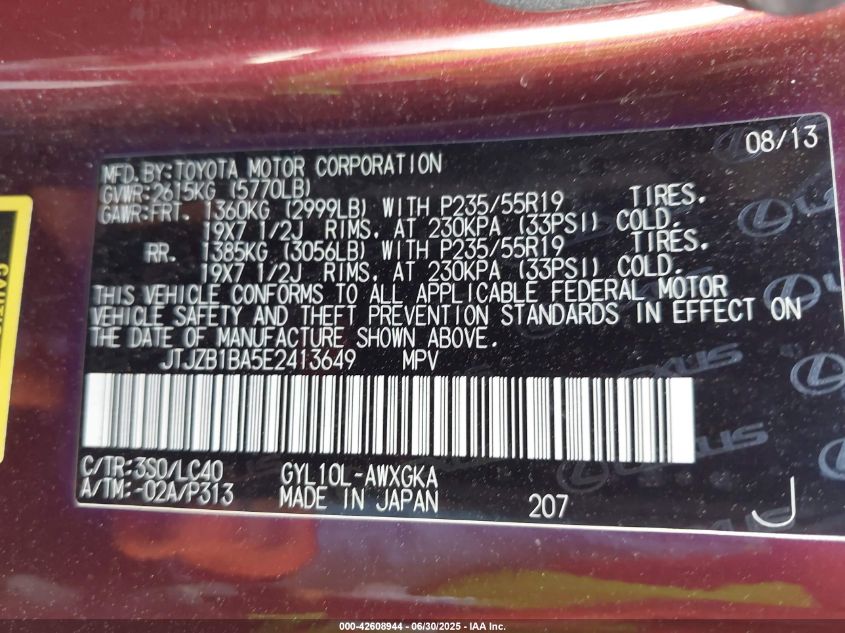 08/13
MFD. BY: TOYOTA MOTOR CORPORATION
GVWR: 2615KG (5770LB)
GAWR: FRT. 1360KG (2999LB) WITH P235/55R19 TIRES.
19X7 1/2J RIMS. AT 230KPA (33PSI) COLD.
RR. 1385KG (3056LB) WITH P235/55R19 TIRES.
19X7 1/2J RIMS. AT 230KPA (33PSI) COLD.
THIS VEHICLE CONFORMS TO ALL APPLICABLE FEDERAL MOTOR
VEHICLE SAFETY AND THEFT PREVENTION STANDARDS IN EFFECT ON
THE DATE OF MANUFACTURE SHOWN ABOVE.
JTJZB1BA5E2413649 MPV
C/TR: 3S0/LC40 GYL10L-AWXGKA
A/TM: -02A/P313 MADE IN JAPAN 207 J
LEXUS
000-42608944 - 06/30/2025 - IAA Inc.